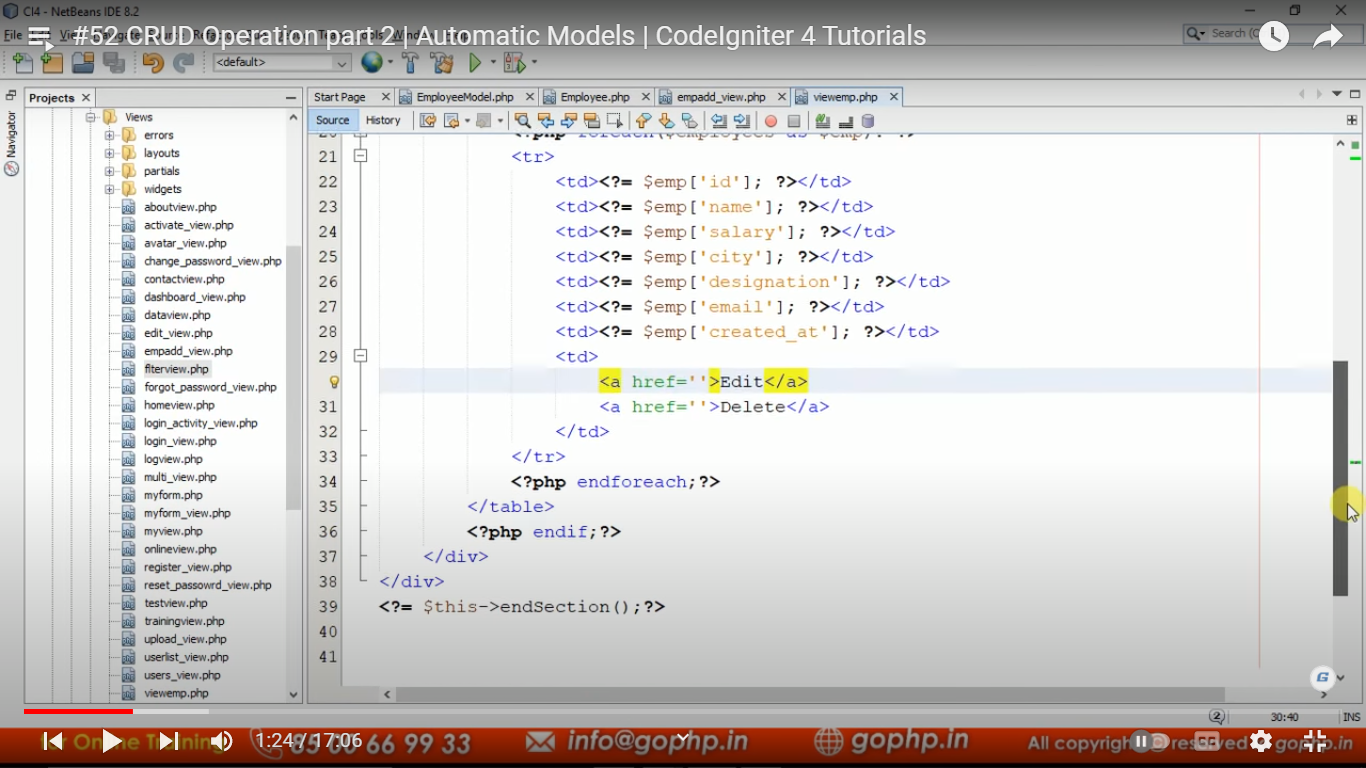 CI4 - NetBeans IDE 8.2
#52 CRUD Operation part 2 | Automatic Models | CodeIgniter 4 Tutorials
File
Search (C
<default>
Projects
Start Page
EmployeeModel.php
Employee.php
empadd_view.php
viewemp.php
Source
History
Navigator
Views
errors
layouts
partials
widgets
aboutview.php
activate_view.php
avatar_view.php
change_password_view.php
contactview.php
dashboard_view.php
dataview.php
edit_view.php
empadd_view.php
flterview.php
forgot_password_view.php
homeview.php
login_activity_view.php
login_view.php
logview.php
multi_view.php
myform.php
myform_view.php
myview.php
onlineview.php
register_view.php
reset_passowrd_view.php
testview.php
trainingview.php
upload_view.php
userlist_view.php
users_view.php
viewemp.php
20 <?php foreach($employees as $emp): ?>
21 <tr>
22 <td><?= $emp['id']; ?></td>
23 <td><?= $emp['name']; ?></td>
24 <td><?= $emp['salary']; ?></td>
25 <td><?= $emp['city']; ?></td>
26 <td><?= $emp['designation']; ?></td>
27 <td><?= $emp['email']; ?></td>
28 <td><?= $emp['created_at']; ?></td>
29 <td>
<a href=''>Edit</a>
31 <a href=''>Delete</a>
32 </td>
33 </tr>
34 <?php endforeach;?>
35 </table>
36 <?php endif;?>
37 </div>
38 </div>
39 <?= $this->endSection();?>
40
41
G
2
30:40
INS
for Online Training
1:24 / 17:06
85 00 66 99 33
info@gophp.in
gophp.in
All copyright reserved gophp.in
CC